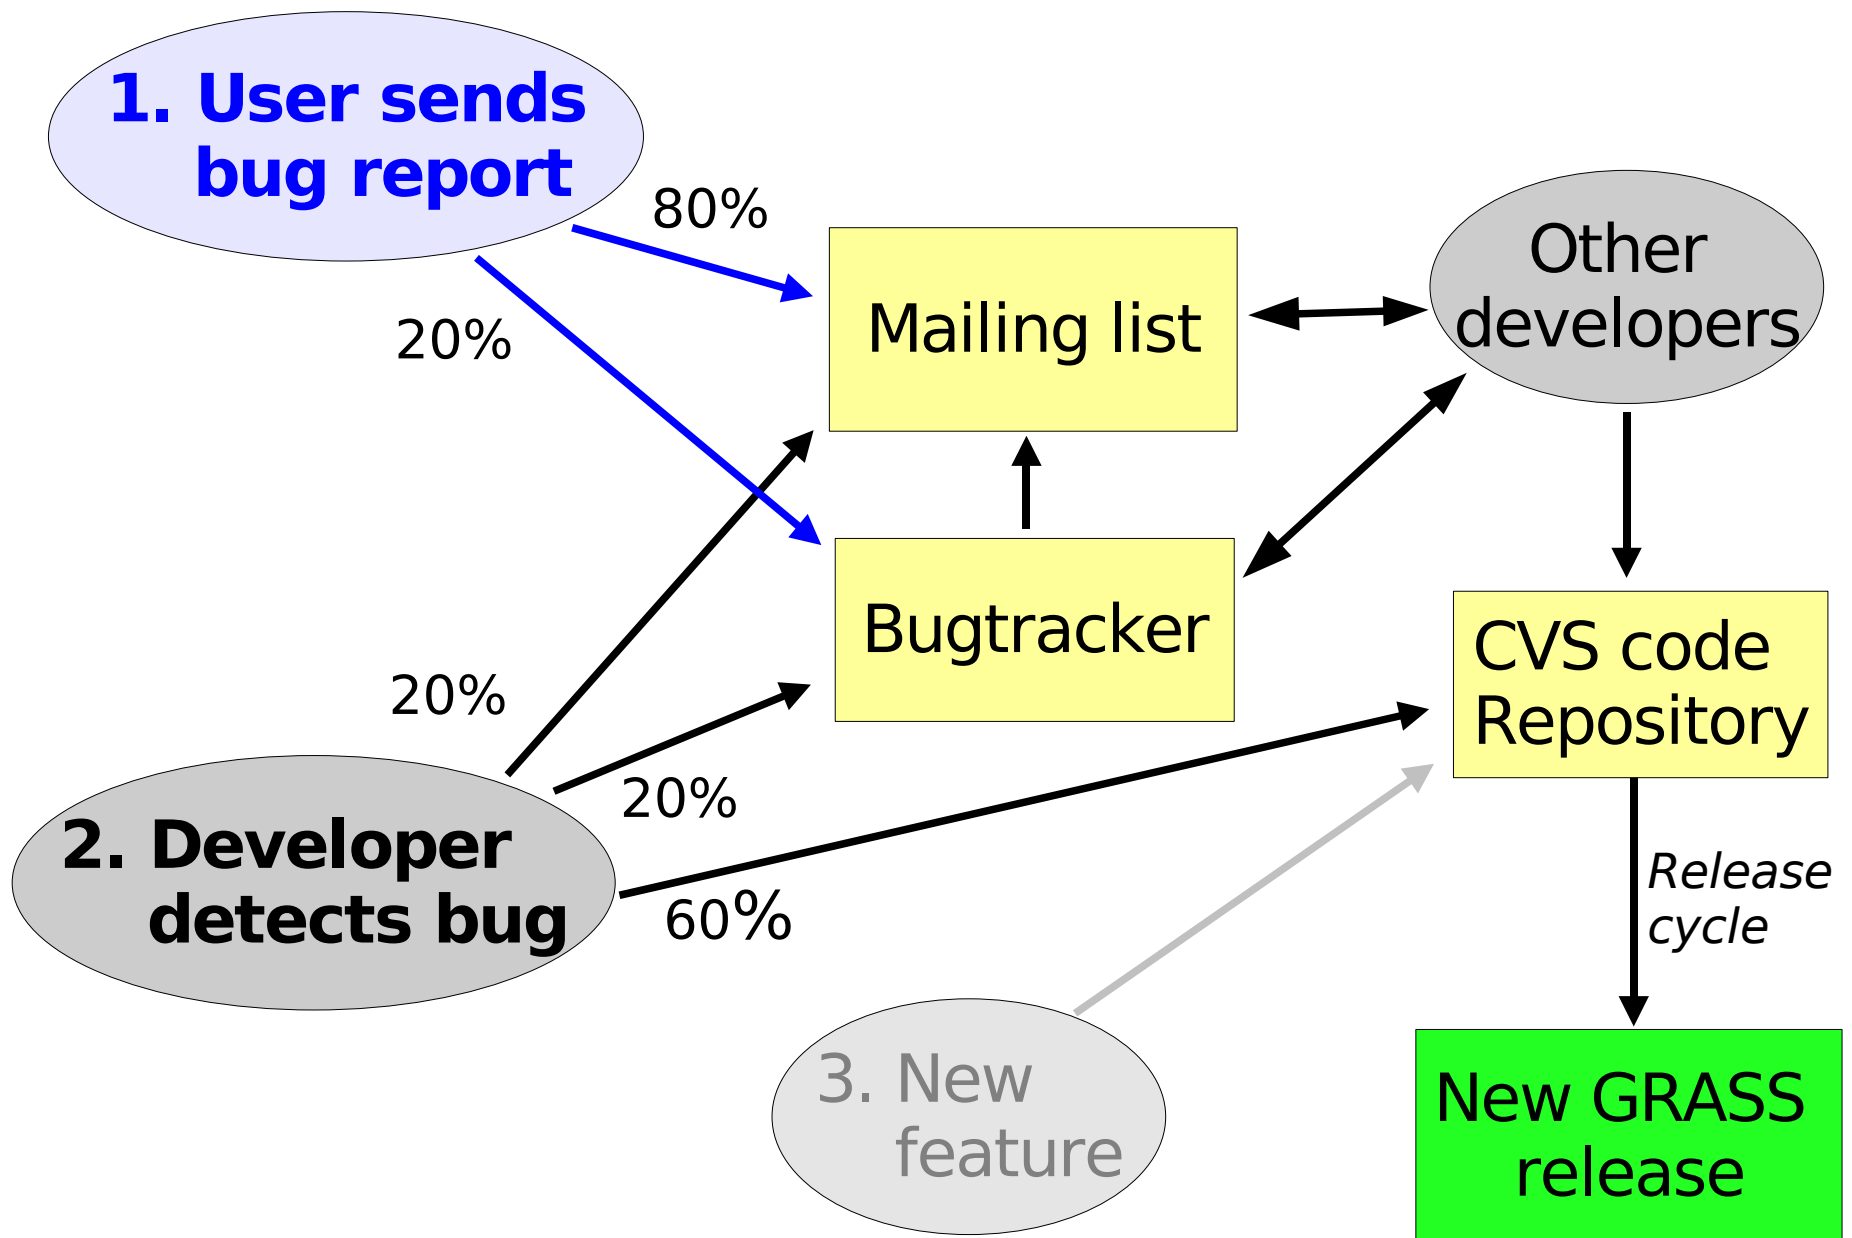 1. User sends
bug report
80%
20%
Mailing list
Other
developers
Bugtracker
CVS code
Repository
20%
20%
2. Developer
detects bug
60%
Release
cycle
3. New
feature
New GRASS
release